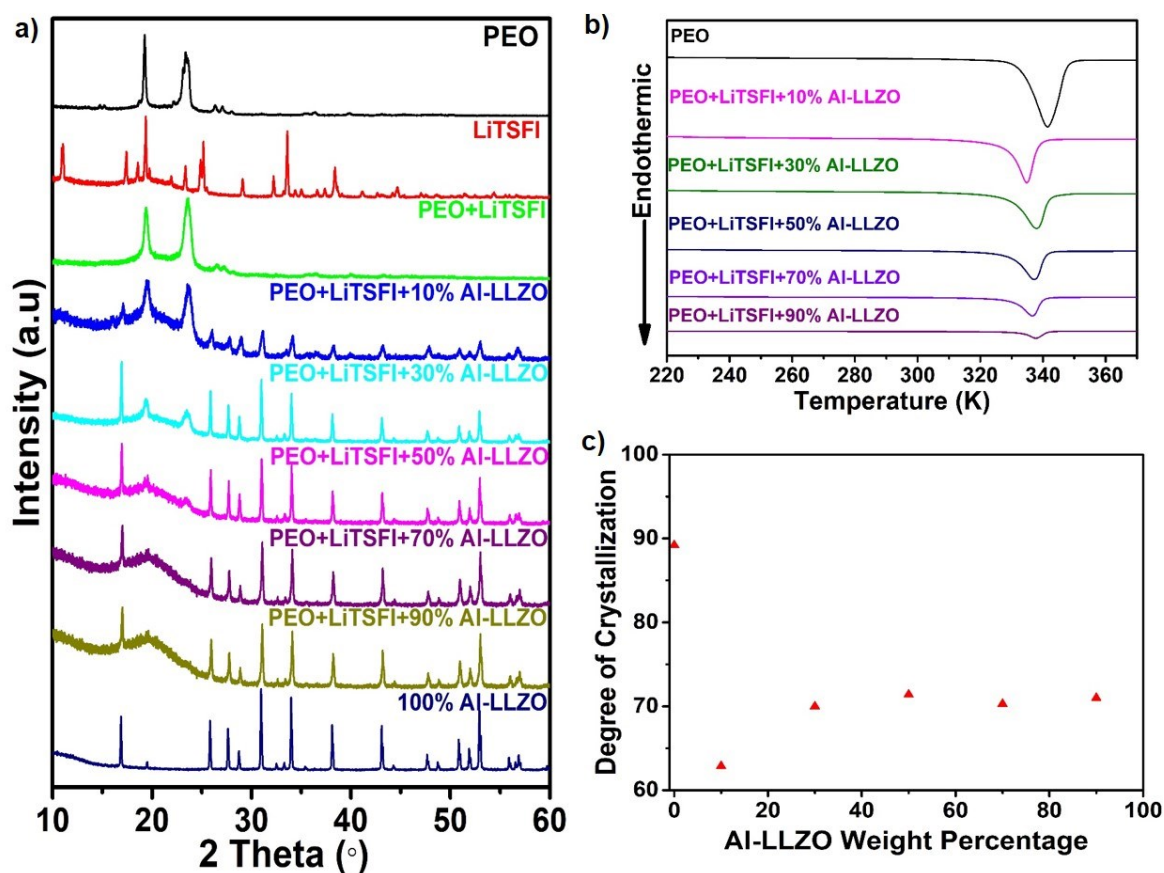 a)
PEO
LiTSFI
PEO+LiTSFI
PEO+LiTSFI+10% Al-LLZO
PEO+LiTSFI+30% Al-LLZO
PEO+LiTSFI+50% Al-LLZO
PEO+LiTSFI+70% Al-LLZO
PEO+LiTSFI+90% Al-LLZO
100% Al-LLZO
Intensity (a.u)
10 20 30 40 50 60
2 Theta (◦)
b)
PEO
PEO+LiTSFI+10% Al-LLZO
PEO+LiTSFI+30% Al-LLZO
PEO+LiTSFI+50% Al-LLZO
PEO+LiTSFI+70% Al-LLZO
PEO+LiTSFI+90% Al-LLZO
Endothermic
220 240 260 280 300 320 340 360
Temperature (K)
c)
100
90
80
70
60
Degree of Crystallization
0 20 40 60 80 100
Al-LLZO Weight Percentage